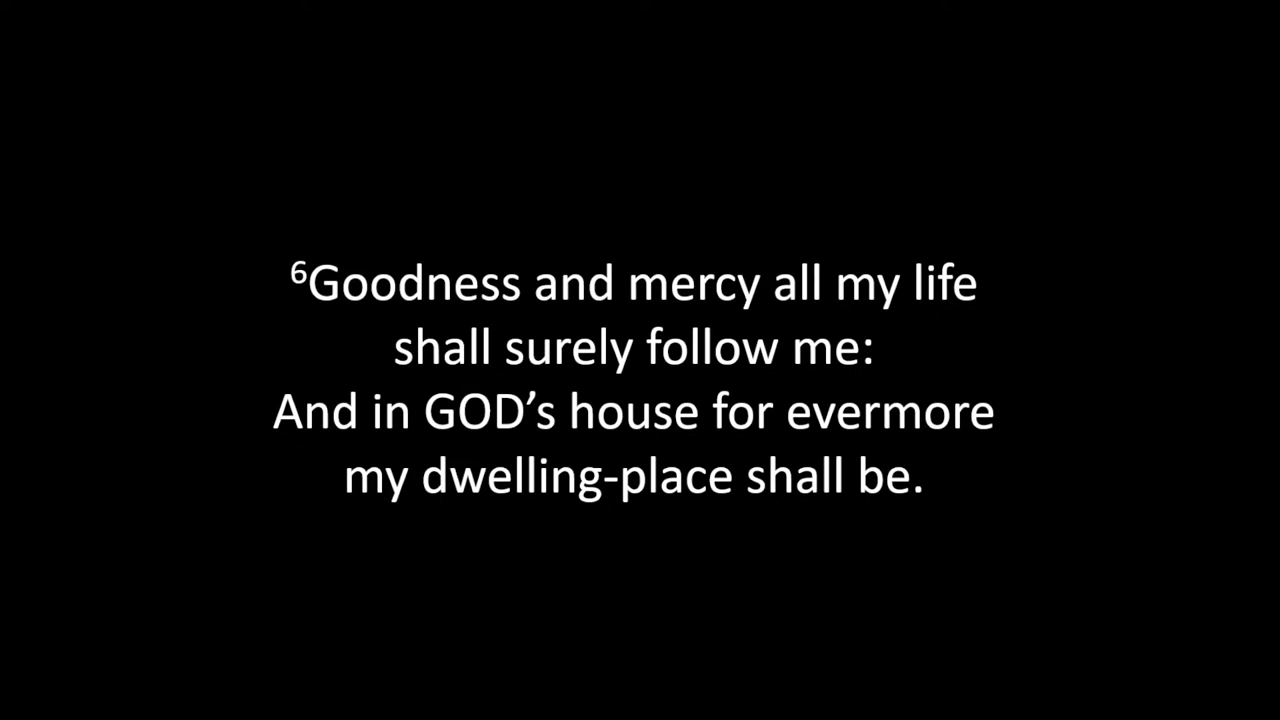 ⁶Goodness and mercy all my life
shall surely follow me:
And in GOD’s house for evermore
my dwelling-place shall be.